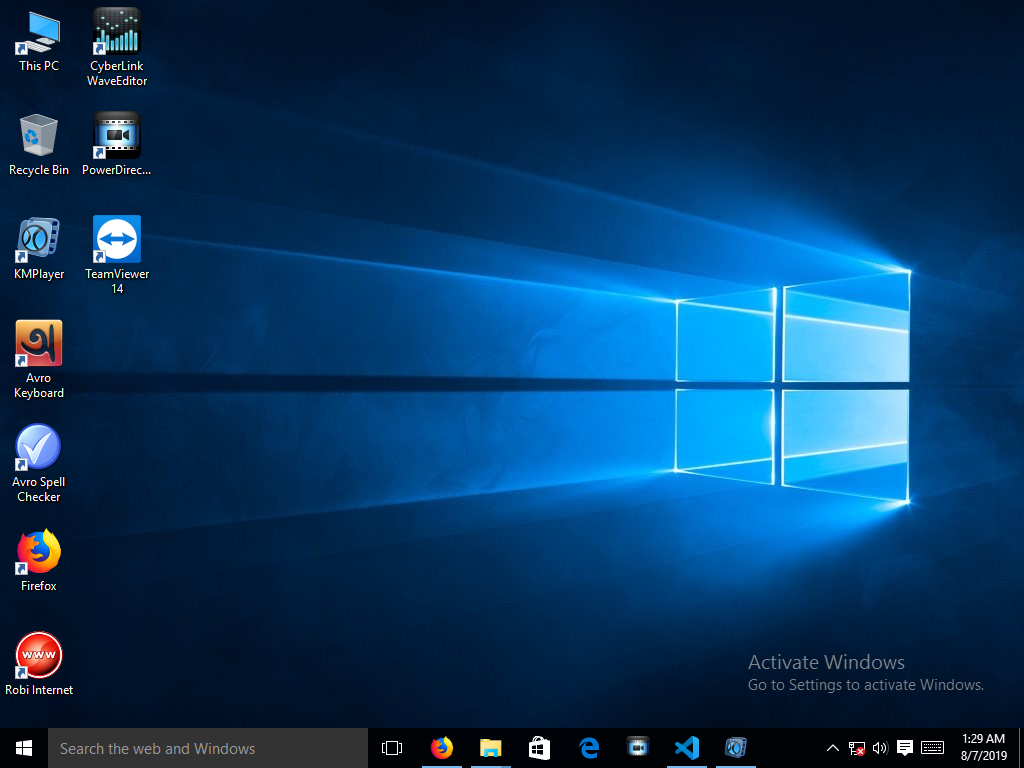 This PC
CyberLink
WaveEditor
Recycle Bin
PowerDirec...
KMPlayer
TeamViewer
14
অ
Avro
Keyboard
Avro Spell
Checker
Firefox
www
Robi Internet
Activate Windows
Go to Settings to activate Windows.
Search the web and Windows
1:29 AM
8/7/2019